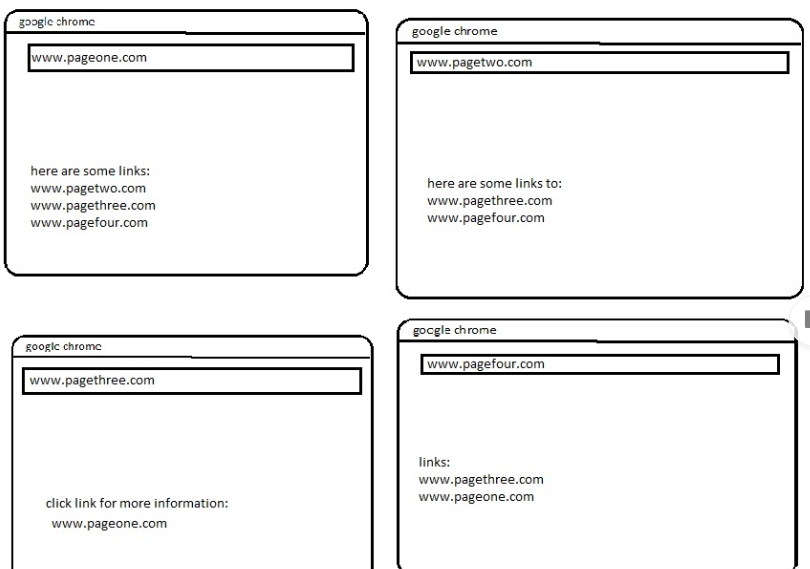 google chrome
www.pageone.com
here are some links:
www.pagetwo.com
www.pagethree.com
www.pagefour.com
google chrome
www.pagetwo.com
here are some links to:
www.pagethree.com
www.pagefour.com
google chrome
www.pagethree.com
click link for more information:
www.pageone.com
google chrome
www.pagefour.com
links:
www.pagethree.com
www.pageone.com